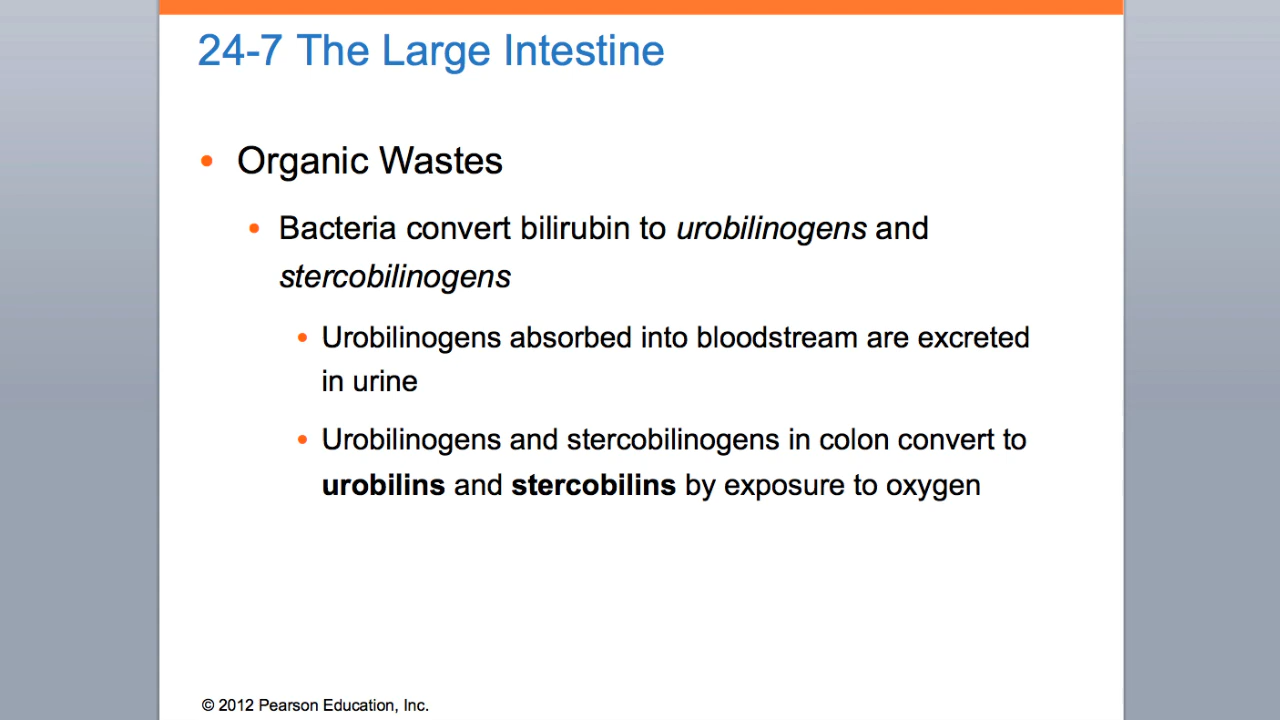 24-7 The Large Intestine
• Organic Wastes
• Bacteria convert bilirubin to urobilinogens and
stercobilinogens
• Urobilinogens absorbed into bloodstream are excreted
in urine
• Urobilinogens and stercobilinogens in colon convert to
urobilins and stercobilins by exposure to oxygen
© 2012 Pearson Education, Inc.